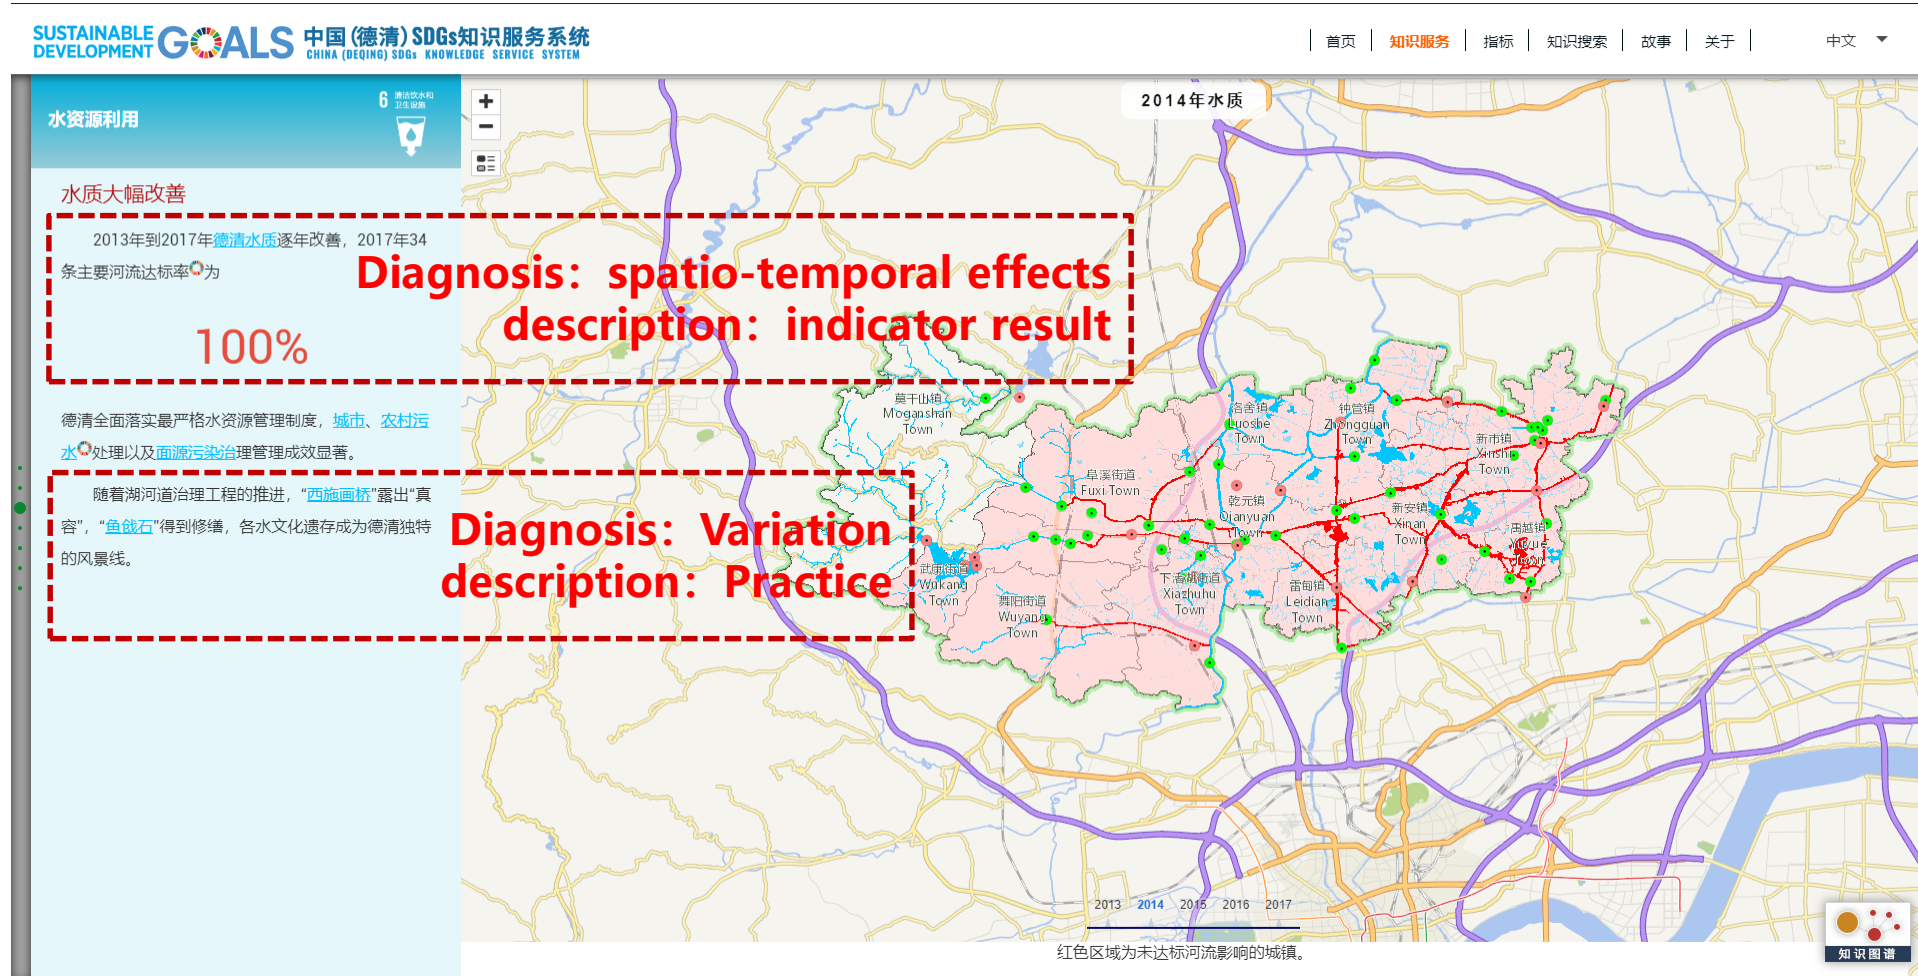 SUSTAINABLE
DEVELOPMENT
GOALS
中国(德清)SDGs知识服务系统
CHINA (DEQING) SDGs KNOWLEDGE SERVICE SYSTEM
首页
知识服务
指标
知识搜索
故事
关于
中文
水资源利用
6 清洁饮水和
卫生设施
+
−
2014年水质
水质大幅改善
2013年到2017年德清水质逐年改善，2017年34
条主要河流达标率为
100%
Diagnosis：spatio-temporal effects
description：indicator result
德清全面落实最严格水资源管理制度，城市、农村污
水处理以及面源污染治理管理成效显著。
随着湖河道治理工程的推进，“西施画桥”露出“真
容”，“鱼戗石”得到修缮，各水文化遗存成为德清独特
的风景线。
Diagnosis：Variation
description：Practice
莫干山镇
Moganshan
Town
洛舍镇
Luoshe
Town
钟管镇
Zhongguan
Town
新市镇
Xinshi
Town
阜溪街道
Fuxi Town
乾元镇
Qianyuan
Town
新安镇
Xinan
Town
禹越镇
Yuyue
Town
武康街道
Wukang
Town
下渚湖街道
Xiazhuhu
Town
雷甸镇
Leidian
Town
舞阳街道
Wuyang
Town
2013 2014 2015 2016 2017
红色区域为未达标河流影响的城镇。
知识图谱